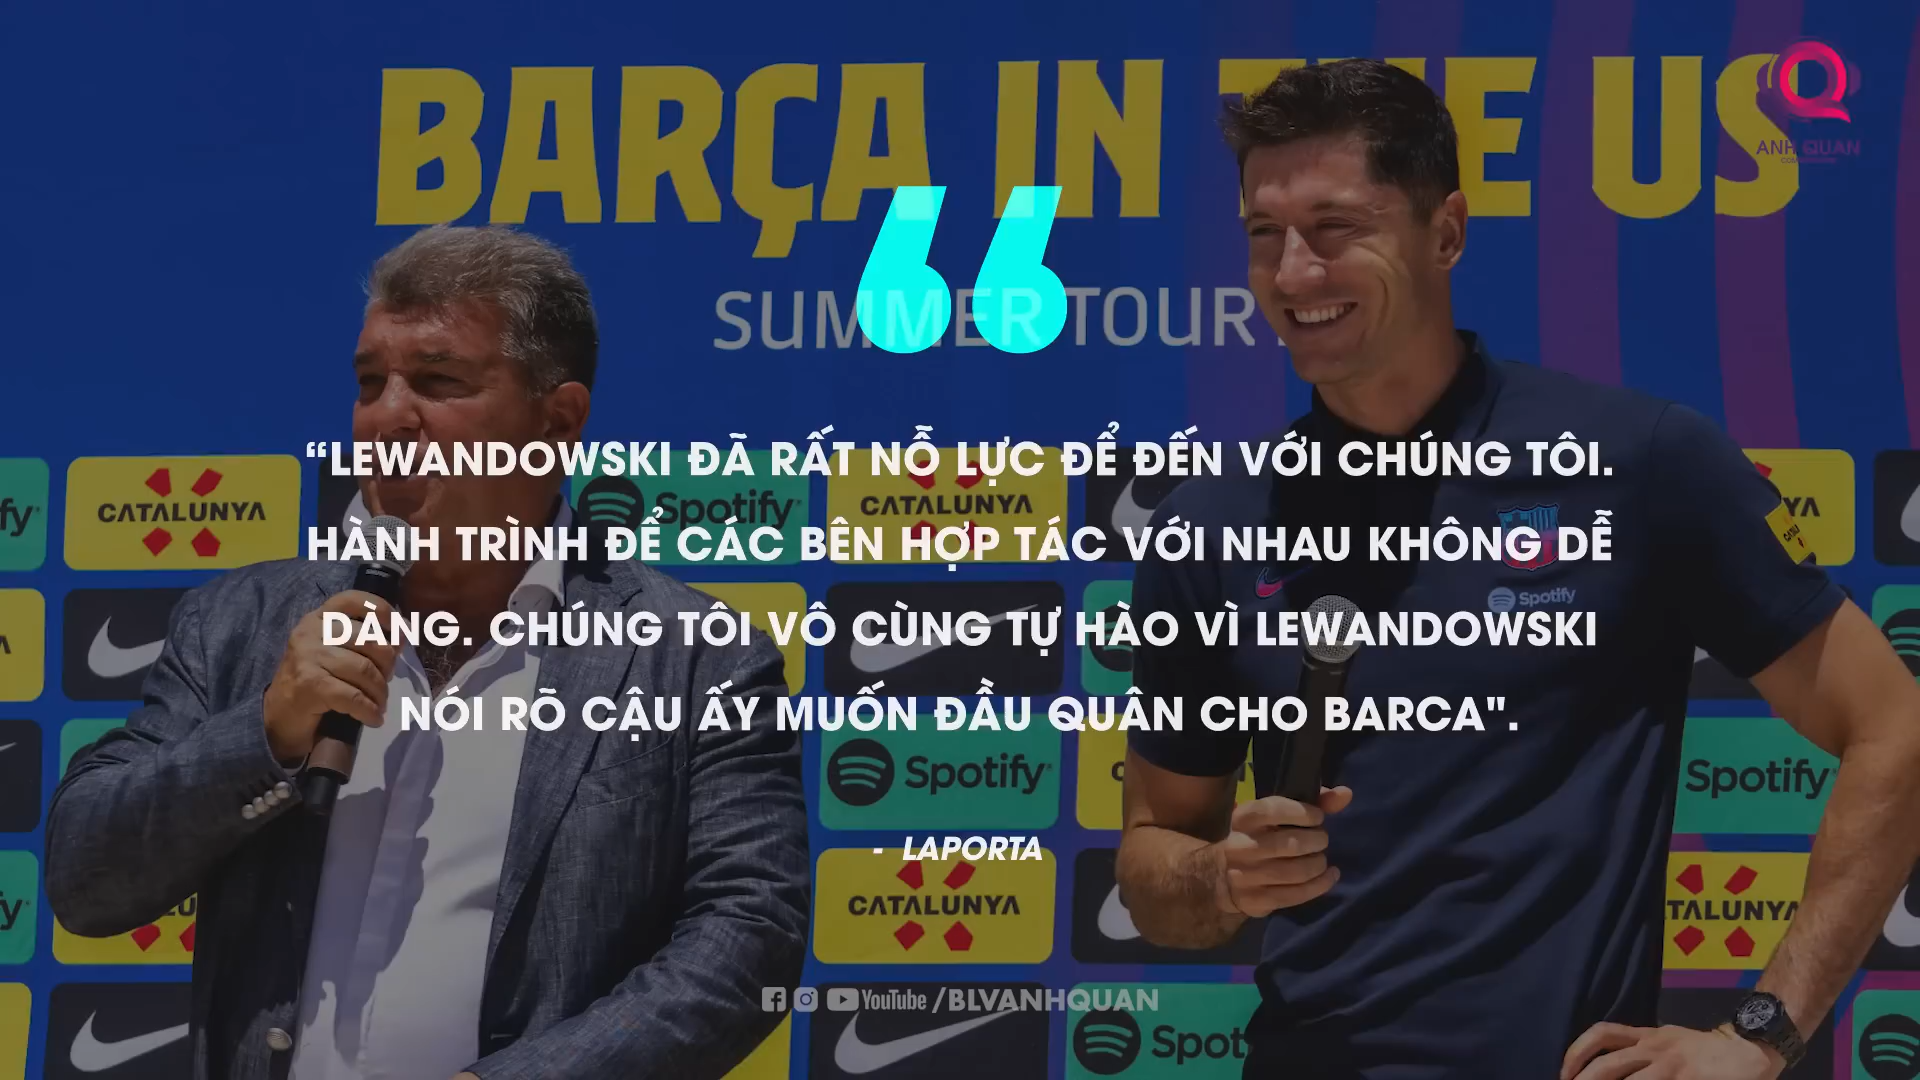 BARÇA IN THE US
ANH QUAN
SUMMER TOUR
“LEWANDOWSKI ĐÃ RẤT NỖ LỰC ĐỂ ĐẾN VỚI CHÚNG TÔI.
HÀNH TRÌNH ĐỂ CÁC BÊN HỢP TÁC VỚI NHAU KHÔNG DỄ
DÀNG. CHÚNG TÔI VÔ CÙNG TỰ HÀO VÌ LEWANDOWSKI
NÓI RÕ CẬU ẤY MUỐN ĐẦU QUÂN CHO BARCA".
- LAPORTA
CATALUNYA
Spotify
CATALUNYA
Spotify
Spotify
Spotify
CATALUNYA
YouTube /BLVANHQUAN